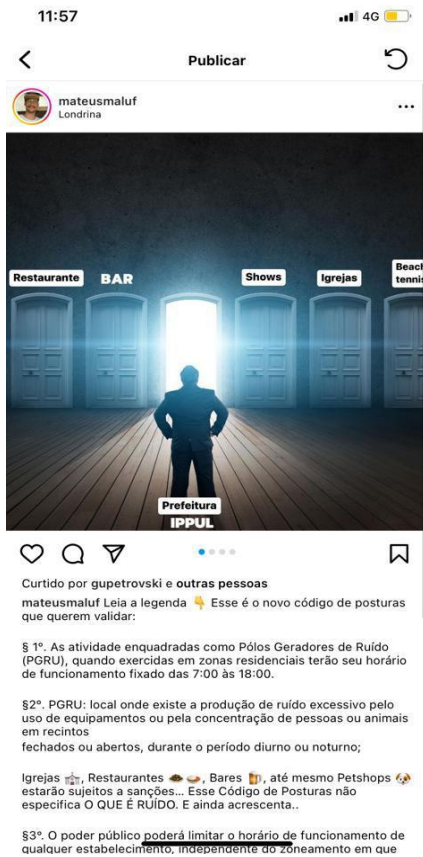 11:57
4G
Publicar
mateusmaluf
Londrina
Restaurante
BAR
Shows
Igrejas
Beach
tennis
Prefeitura
IPPUL
Curtido por gupetrovski e outras pessoas
mateusmaluf Leia a legenda 👇 Esse é o novo código de posturas
que querem validar:
§ 1º. As atividade enquadradas como Pólos Geradores de Ruído
(PGRU), quando exercidas em zonas residenciais terão seu horário
de funcionamento fixado das 7:00 às 18:00.
§2º. PGRU: local onde existe a produção de ruído excessivo pelo
uso de equipamentos ou pela concentração de pessoas ou animais
em recintos
fechados ou abertos, durante o período diurno ou noturno;
Igrejas ⛪, Restaurantes 🥘, Bares 🍻, até mesmo Petshops 🐶
estarão sujeitos a sanções... Esse Código de Posturas não
especifica O QUE É RUÍDO. E ainda acrescenta..
§3º. O poder público poderá limitar o horário de funcionamento de
qualquer estabelecimento, independente do zoneamento em que